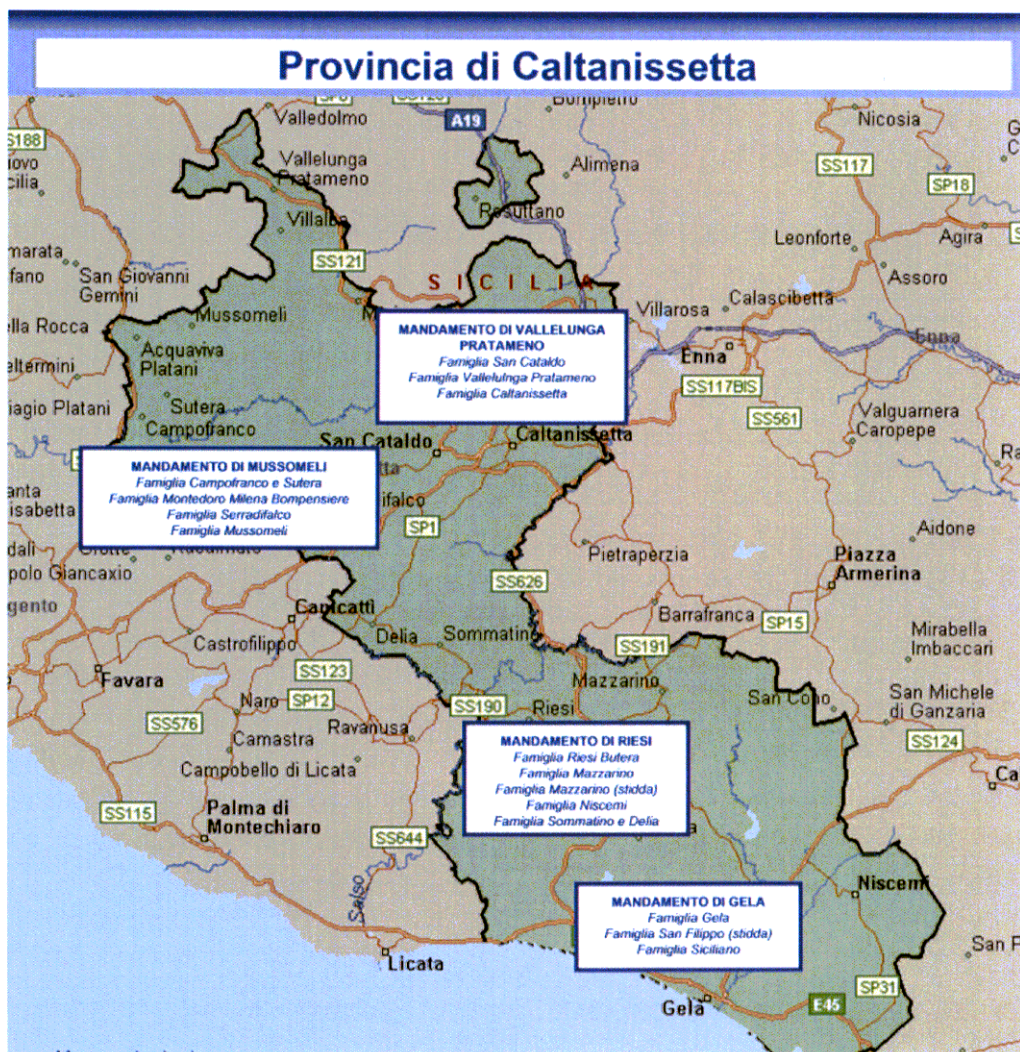 Provincia di Caltanissetta
Valledolmo
A19
Bompietro
Nicosia
SS188
Vallelunga
Pratameno
Alimena
SS117
SP18
Villalba
Resuttano
Leonforte
Agira
SS121
San Giovanni
Gemini
SICILIA
Assoro
Villarosa
Calascibetta
Mussomeli
Enna
Enna
Acquaviva
Platani
MANDAMENTO DI VALLELUNGA
PRATAMENO
Famiglia San Cataldo
Famiglia Vallelulnga Pratameno
Famiglia Caltanissetta
SS117BIS
SS561
Sutera
Campofranco
Valguarnera
Caropepe
San Cataldo
Caltanissetta
MANDAMENTO DI MUSSOMELI
Famiglia Campofranco e Sutera
Famiglia Montedoro Milena Bompensiere
Famiglia Serradifalco
Famiglia Mussomeli
SP1
Aidone
Pietraperzia
Piazza
Armerina
SS626
Canicattì
Barrafranca
SP15
Castrofilippo
Delia
Sommatino
SS191
Mirabella
Imbaccari
Favara
SS123
Mazzarino
San Cono
San Michele
di Ganzaria
Naro
SP12
SS190
Riesi
SS576
Ravanusa
SS124
Camastra
Campobello di Licata
MANDAMENTO DI RIESI
Famiglia Riesi Butera
Famiglia Mazzarino
Famiglia Mazzarino (stidda)
Famiglia Niscemi
Famiglia Sommatino e Delia
SS115
Palma di
Montechiaro
SS644
Salso
Niscemi
MANDAMENTO DI GELA
Famiglia Gela
Famiglia San Filippo (stidda)
Famiglia Siciliano
Licata
SP31
Gela
E45